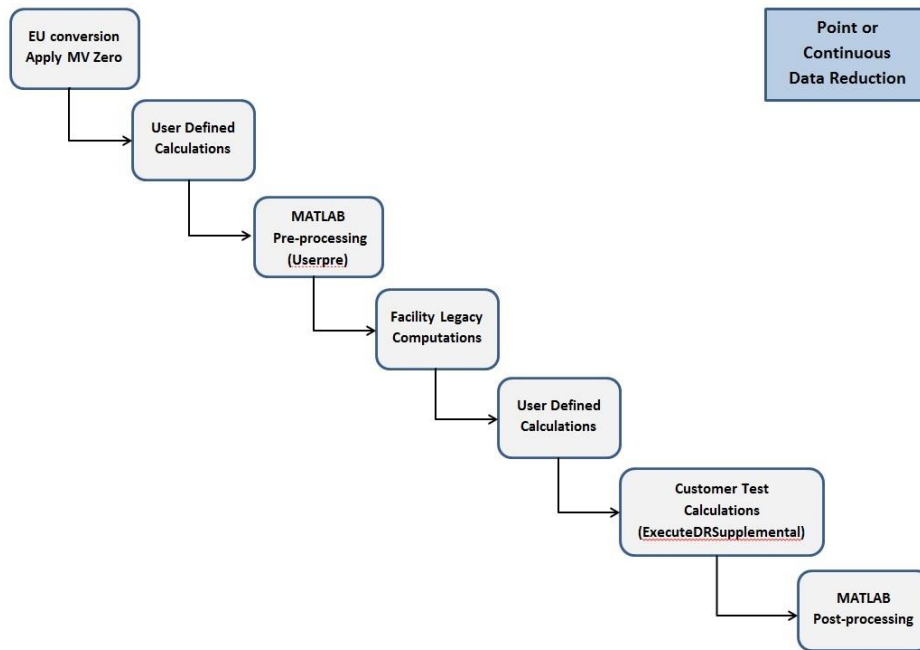 EU conversion
Apply MV Zero
Point or
Continuous
Data Reduction
User Defined
Calculations
MATLAB
Pre-processing
(Userpre)
Facility Legacy
Computations
User Defined
Calculations
Customer Test
Calculations
(ExecuteDRSupplemental)
MATLAB
Post-processing